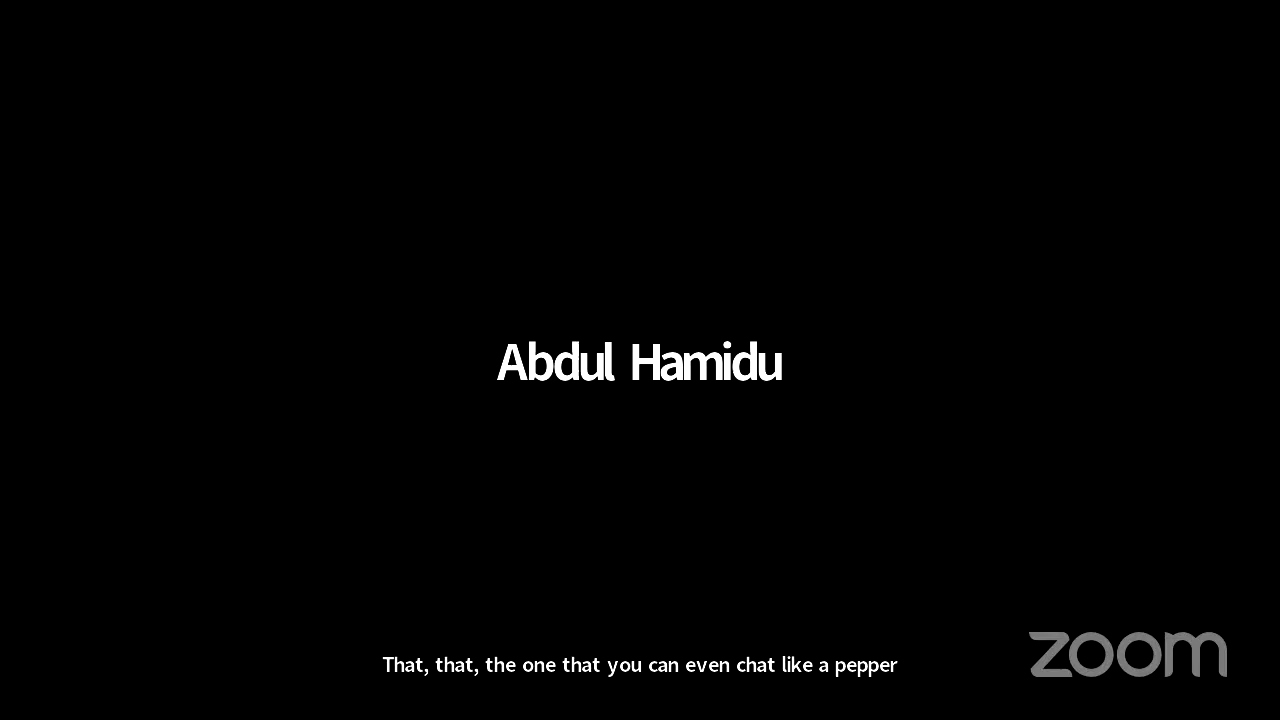 Abdul Hamidu
That, that, the one that you can even chat like a pepper
zoom